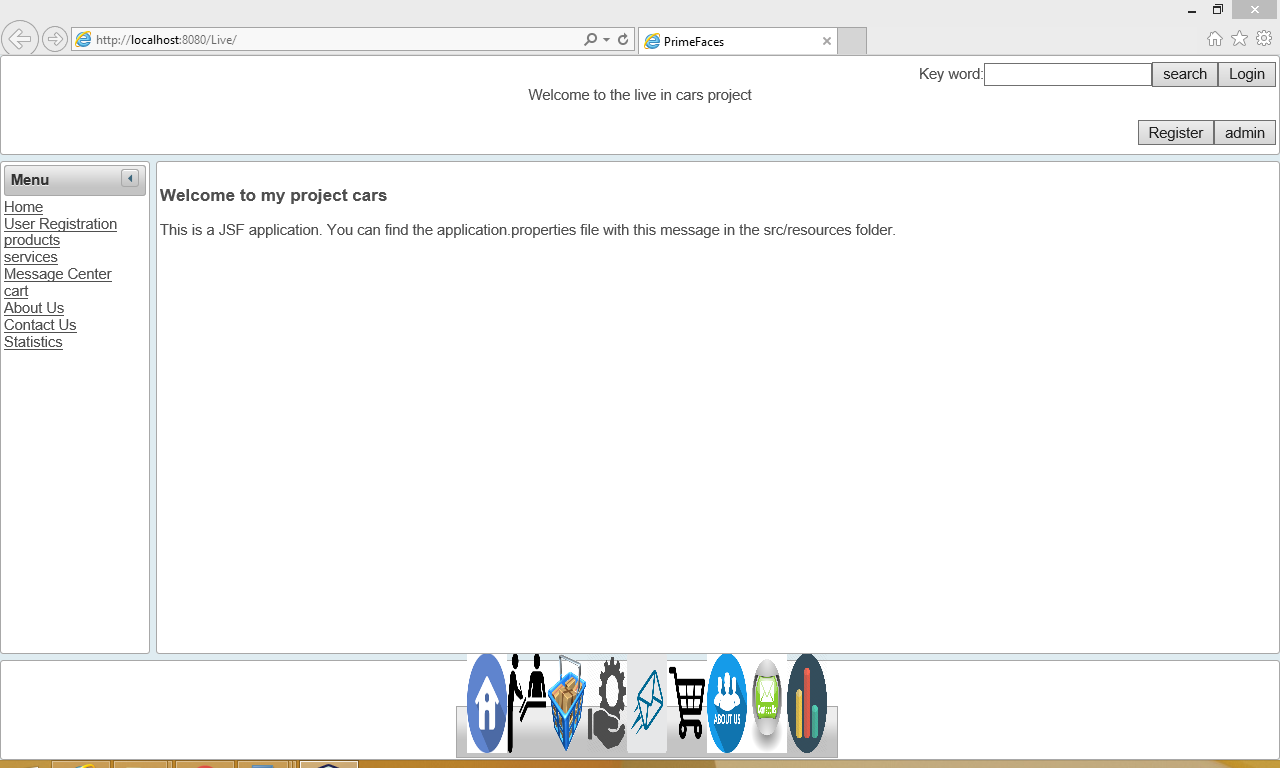 http://localhost:8080/Live/
PrimeFaces
Key word: search Login
Welcome to the live in cars project
Register admin
Menu
Home
User Registration
products
services
Message Center
cart
About Us
Contact Us
Statistics
Welcome to my project cars
This is a JSF application. You can find the application.properties file with this message in the src/resources folder.
ABOUT US